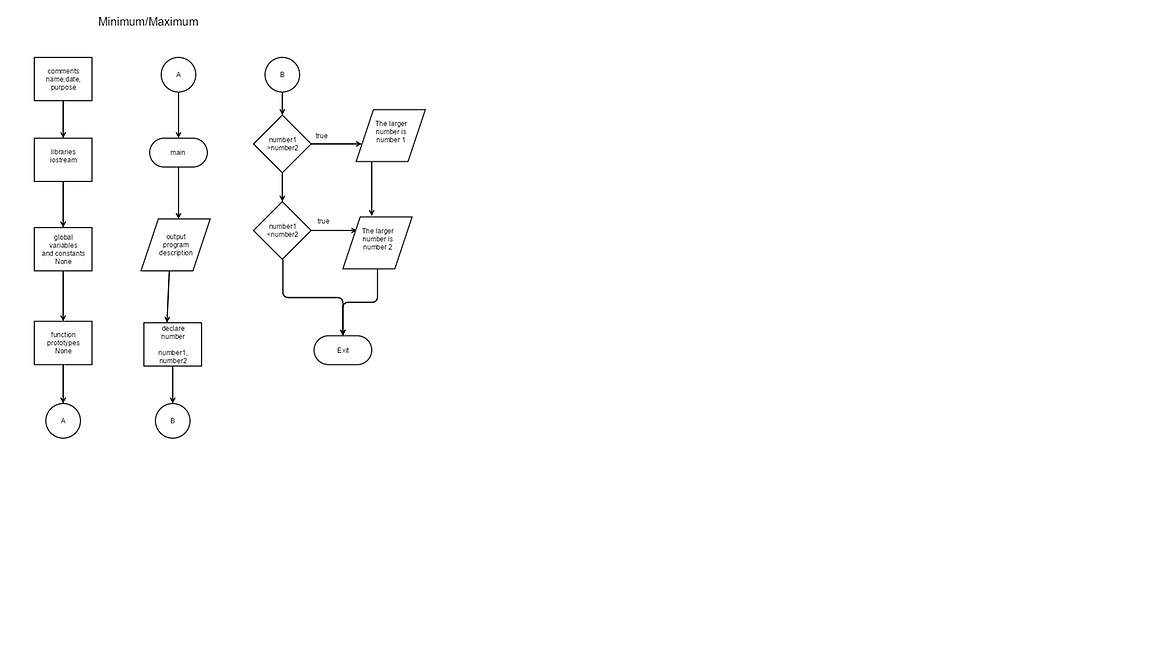 Minimum/Maximum
comments
name,date,
purpose
libraries
iostream
global
variables
and constants
None
function
prototypes
None
A
A
main
output
program
description
declare
number
number1,
number2
B
B
number1
>number2
true
The larger
number is
number 1
number1
<number2
true
The larger
number is
number 2
Exit